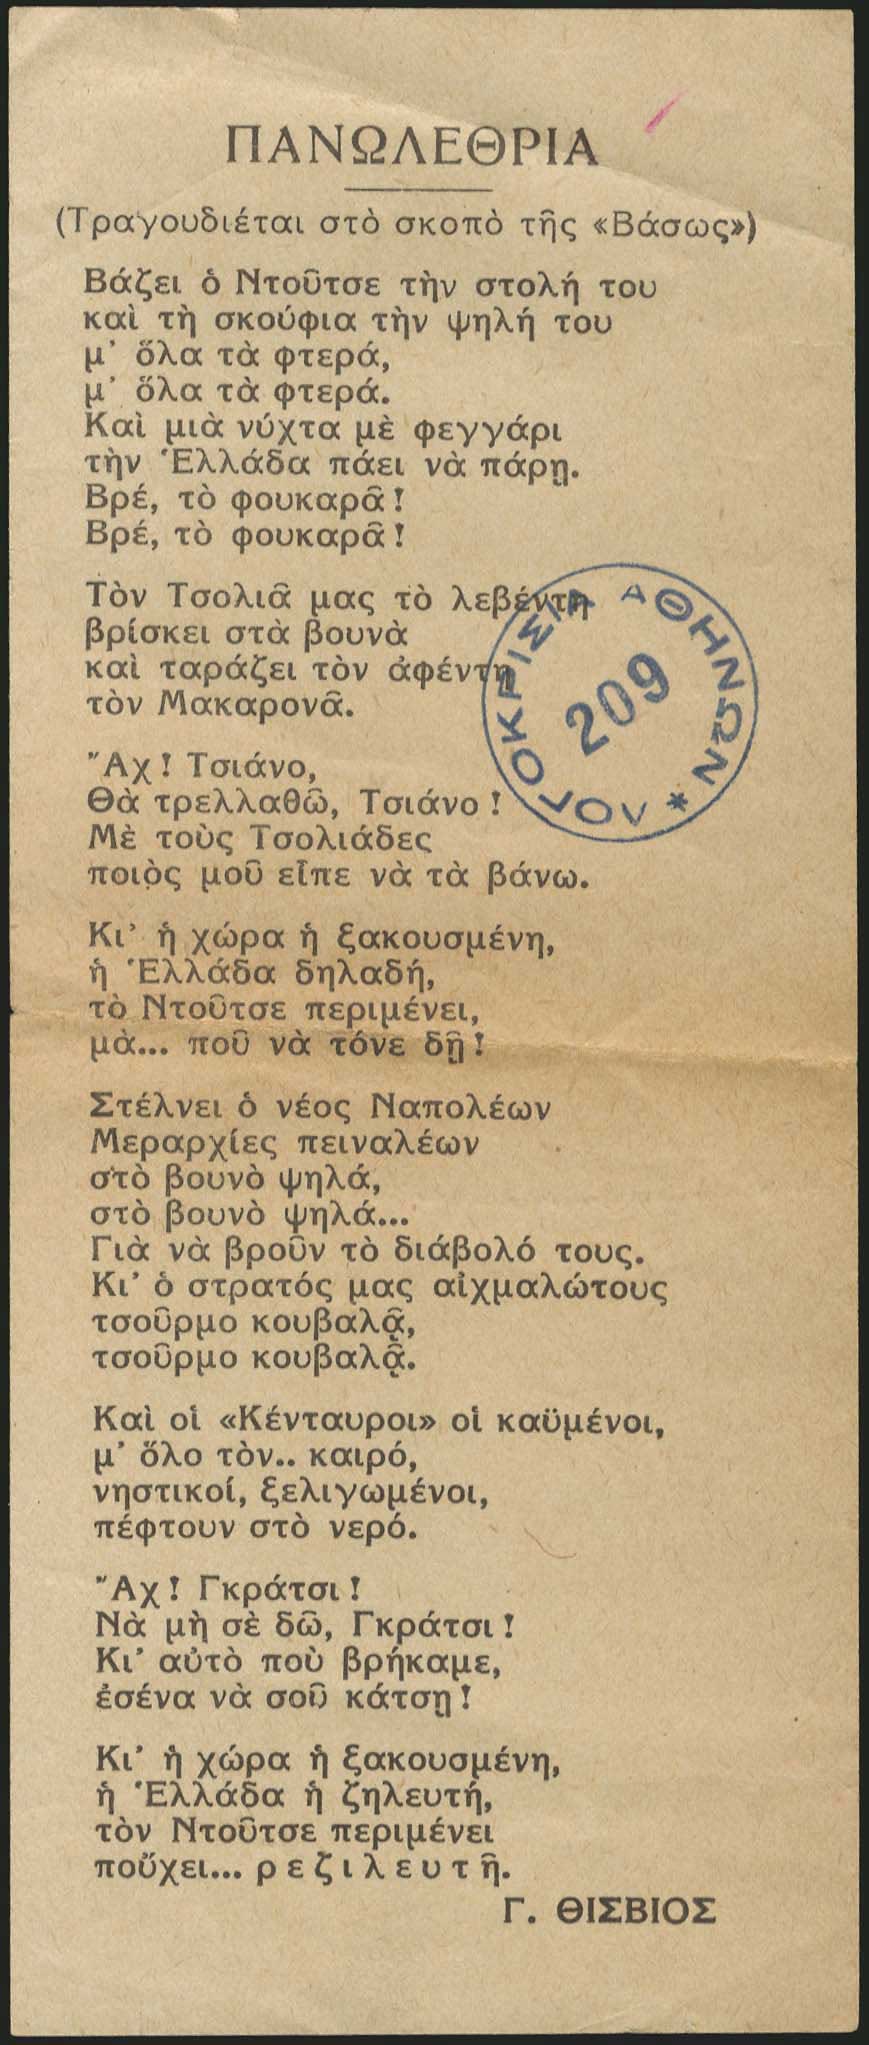 ΠΑΝΩΛΕΘΡΙΑ
(Τραγουδιέται στὸ σκοπὸ τῆς «Βάσως»)
Βάζει ὁ Ντοῦτσε τὴν στολή του
καὶ τὴ σκούφια τὴν ψηλή του
μ' ὅλα τὰ φτερά,
μ' ὅλα τὰ φτερά.
Καὶ μιὰ νύχτα μὲ φεγγάρι
τὴν Ἑλλάδα πάει νὰ πάρῃ.
Βρέ, τὸ φουκαρᾶ!
Βρέ, τὸ φουκαρᾶ!
Τὸν Τσολιᾶ μας τὸ λεβέντη
βρίσκει στὰ βουνὰ
καὶ ταράζει τὸν ἀφέντη
τὸν Μακαρονᾶ.
Ἄχ! Τσιάνο,
Θὰ τρελλαθῶ, Τσιάνο!
Μὲ τοὺς Τσολιάδες
ποιὸς μοῦ εἶπε νὰ τὰ βάνω.
Κι' ἡ χώρα ἡ ξακουσμένη,
ἡ Ἑλλάδα δηλαδή,
τὸ Ντοῦτσε περιμένει,
μὰ... ποῦ νὰ τόνε δῇ!
Στέλνει ὁ νέος Ναπολέων
Μεραρχίες πειναλέων
στὸ βουνὸ ψηλά,
στὸ βουνὸ ψηλά...
Γιὰ νὰ βροῦν τὸ διάβολό τους.
Κι' ὁ στρατός μας αἰχμαλώτους
τσοῦρμο κουβαλᾷ,
τσοῦρμο κουβαλᾷ.
Καὶ οἱ «Κένταυροι» οἱ καϋμένοι,
μ' ὅλο τὸν.. καιρό,
νηστικοί, ξελιγωμένοι,
πέφτουν στὸ νερό.
Ἄχ! Γκράτσι!
Νὰ μὴ σὲ δῶ, Γκράτσι!
Κι' αὐτὸ ποὺ βρήκαμε,
ἐσένα νὰ σοῦ κάτσῃ!
Κι' ἡ χώρα ἡ ξακουσμένη,
ἡ Ἑλλάδα ἡ ζηλευτή,
τὸν Ντοῦτσε περιμένει
ποὔχει... ρεζιλευτῆ.
Γ. ΘΙΣΒΙΟΣ
ΛΟΓΟΚΡΙΣΙΑ ΑΘΗΝΩΝ *
209